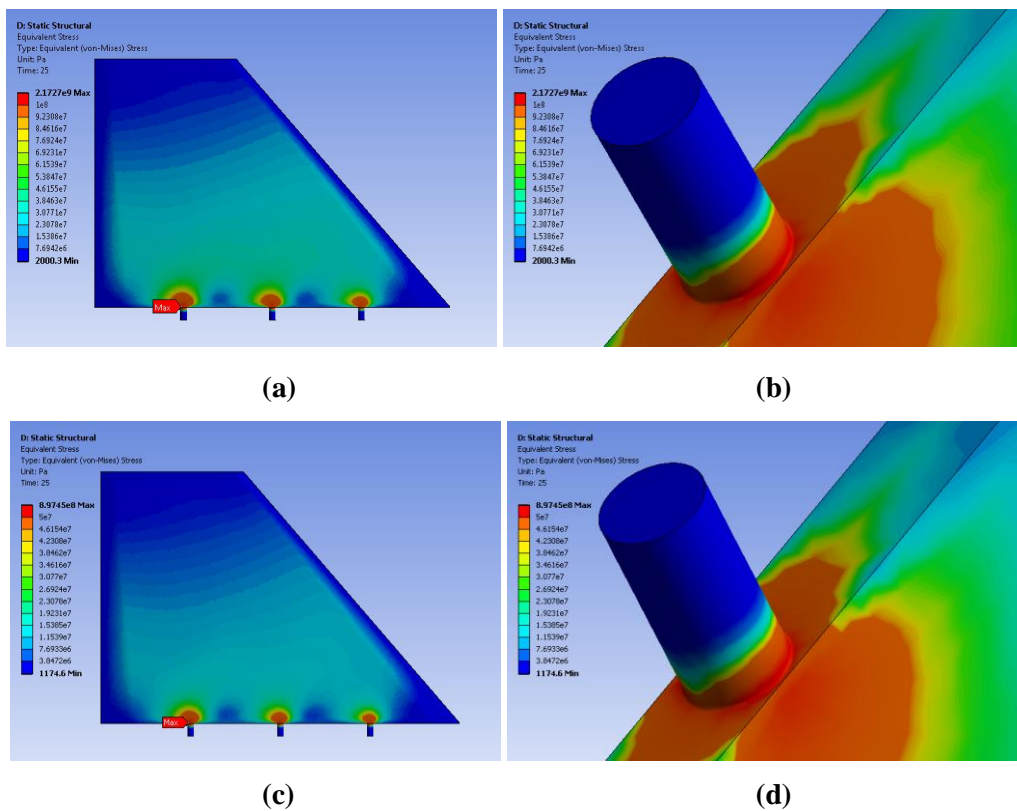 D: Static Structural
Equivalent Stress
Type: Equivalent (von-Mises) Stress
Unit: Pa
Time: 25
2.1727e9 Max
1e8
9.2308e7
8.4616e7
7.6924e7
6.9231e7
6.1539e7
5.3847e7
4.6155e7
3.8463e7
3.0771e7
2.3078e7
1.5386e7
7.6942e6
2000.3 Min
Max
(a)
D: Static Structural
Equivalent Stress
Type: Equivalent (von-Mises) Stress
Unit: Pa
Time: 25
2.1727e9 Max
1e8
9.2308e7
8.4616e7
7.6924e7
6.9231e7
6.1539e7
5.3847e7
4.6155e7
3.8463e7
3.0771e7
2.3078e7
1.5386e7
7.6942e6
2000.3 Min
(b)
D: Static Structural
Equivalent Stress
Type: Equivalent (von-Mises) Stress
Unit: Pa
Time: 25
8.9745e8 Max
5e7
4.6154e7
4.2308e7
3.8462e7
3.4616e7
3.077e7
2.6924e7
2.3078e7
1.9231e7
1.5385e7
1.1539e7
7.6933e6
3.8472e6
1174.6 Min
Max
(c)
D: Static Structural
Equivalent Stress
Type: Equivalent (von-Mises) Stress
Unit: Pa
Time: 25
8.9745e8 Max
5e7
4.6154e7
4.2308e7
3.8462e7
3.4616e7
3.077e7
2.6924e7
2.3078e7
1.9231e7
1.5385e7
1.1539e7
7.6933e6
3.8472e6
1174.6 Min
(d)